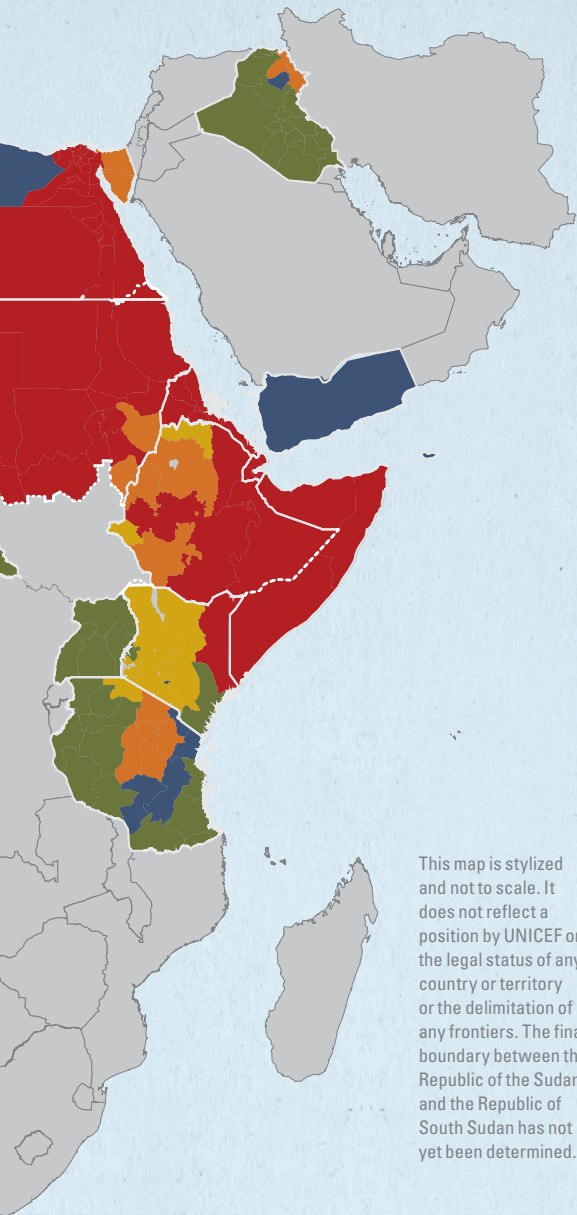 This map is stylized
and not to scale. It
does not reflect a
position by UNICEF on
the legal status of any
country or territory
or the delimitation of
any frontiers. The fina
boundary between th
Republic of the Sudan
and the Republic of
South Sudan has not
yet been determined.